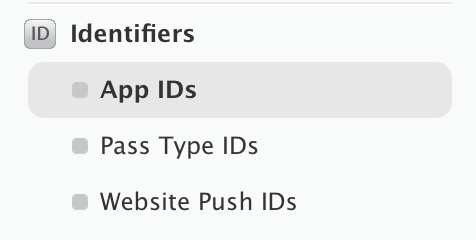 ID Identifiers
App IDs
Pass Type IDs
Website Push IDs